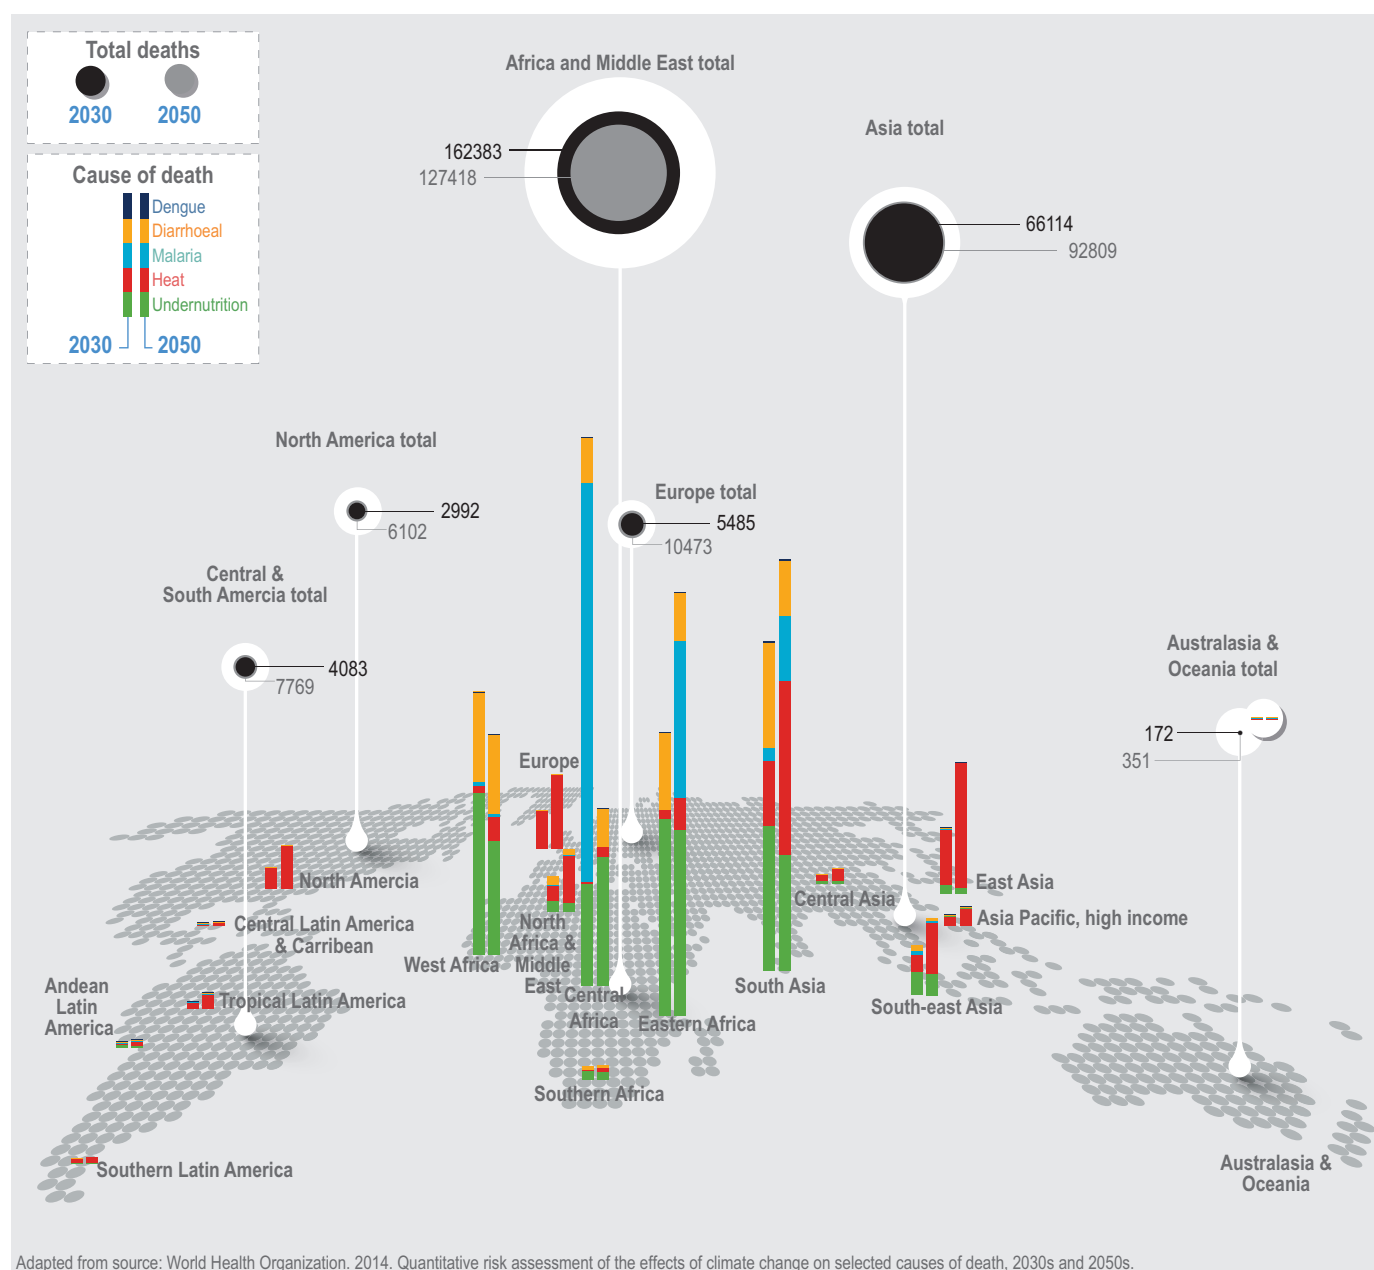 Total deaths
2030 2050
Cause of death
Dengue
Diarrhoeal
Malaria
Heat
Undernutrition
2030 2050
Africa and Middle East total
162383
127418
Asia total
66114
92809
North America total
2992
6102
Europe total
5485
10473
Central &
South Amercia total
4083
7769
Australasia &
Oceania total
172
351
Europe
North Amercia
Central Latin America
& Carribean
West Africa
North
Africa &
Middle
East
Central
Africa
Eastern Africa
South Asia
Central Asia
East Asia
Asia Pacific, high income
South-east Asia
Andean
Latin
America
Tropical Latin America
Southern Africa
Southern Latin America
Australasia &
Oceania
Adapted from source: World Health Organization. 2014. Quantitative risk assessment of the effects of climate change on selected causes of death, 2030s and 2050s.